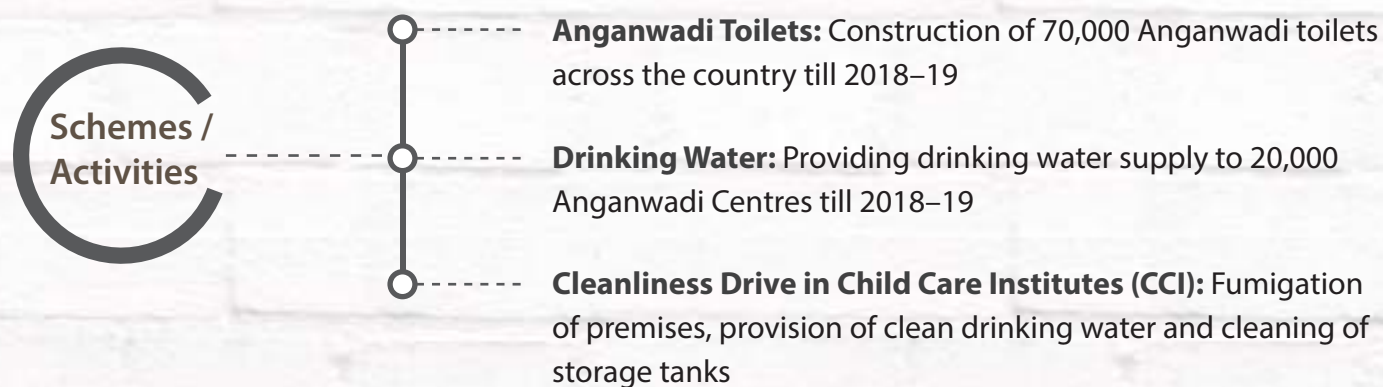 Schemes /
Activities
Anganwadi Toilets: Construction of 70,000 Anganwadi toilets
across the country till 2018–19
Drinking Water: Providing drinking water supply to 20,000
Anganwadi Centres till 2018–19
Cleanliness Drive in Child Care Institutes (CCI): Fumigation
of premises, provision of clean drinking water and cleaning of
storage tanks